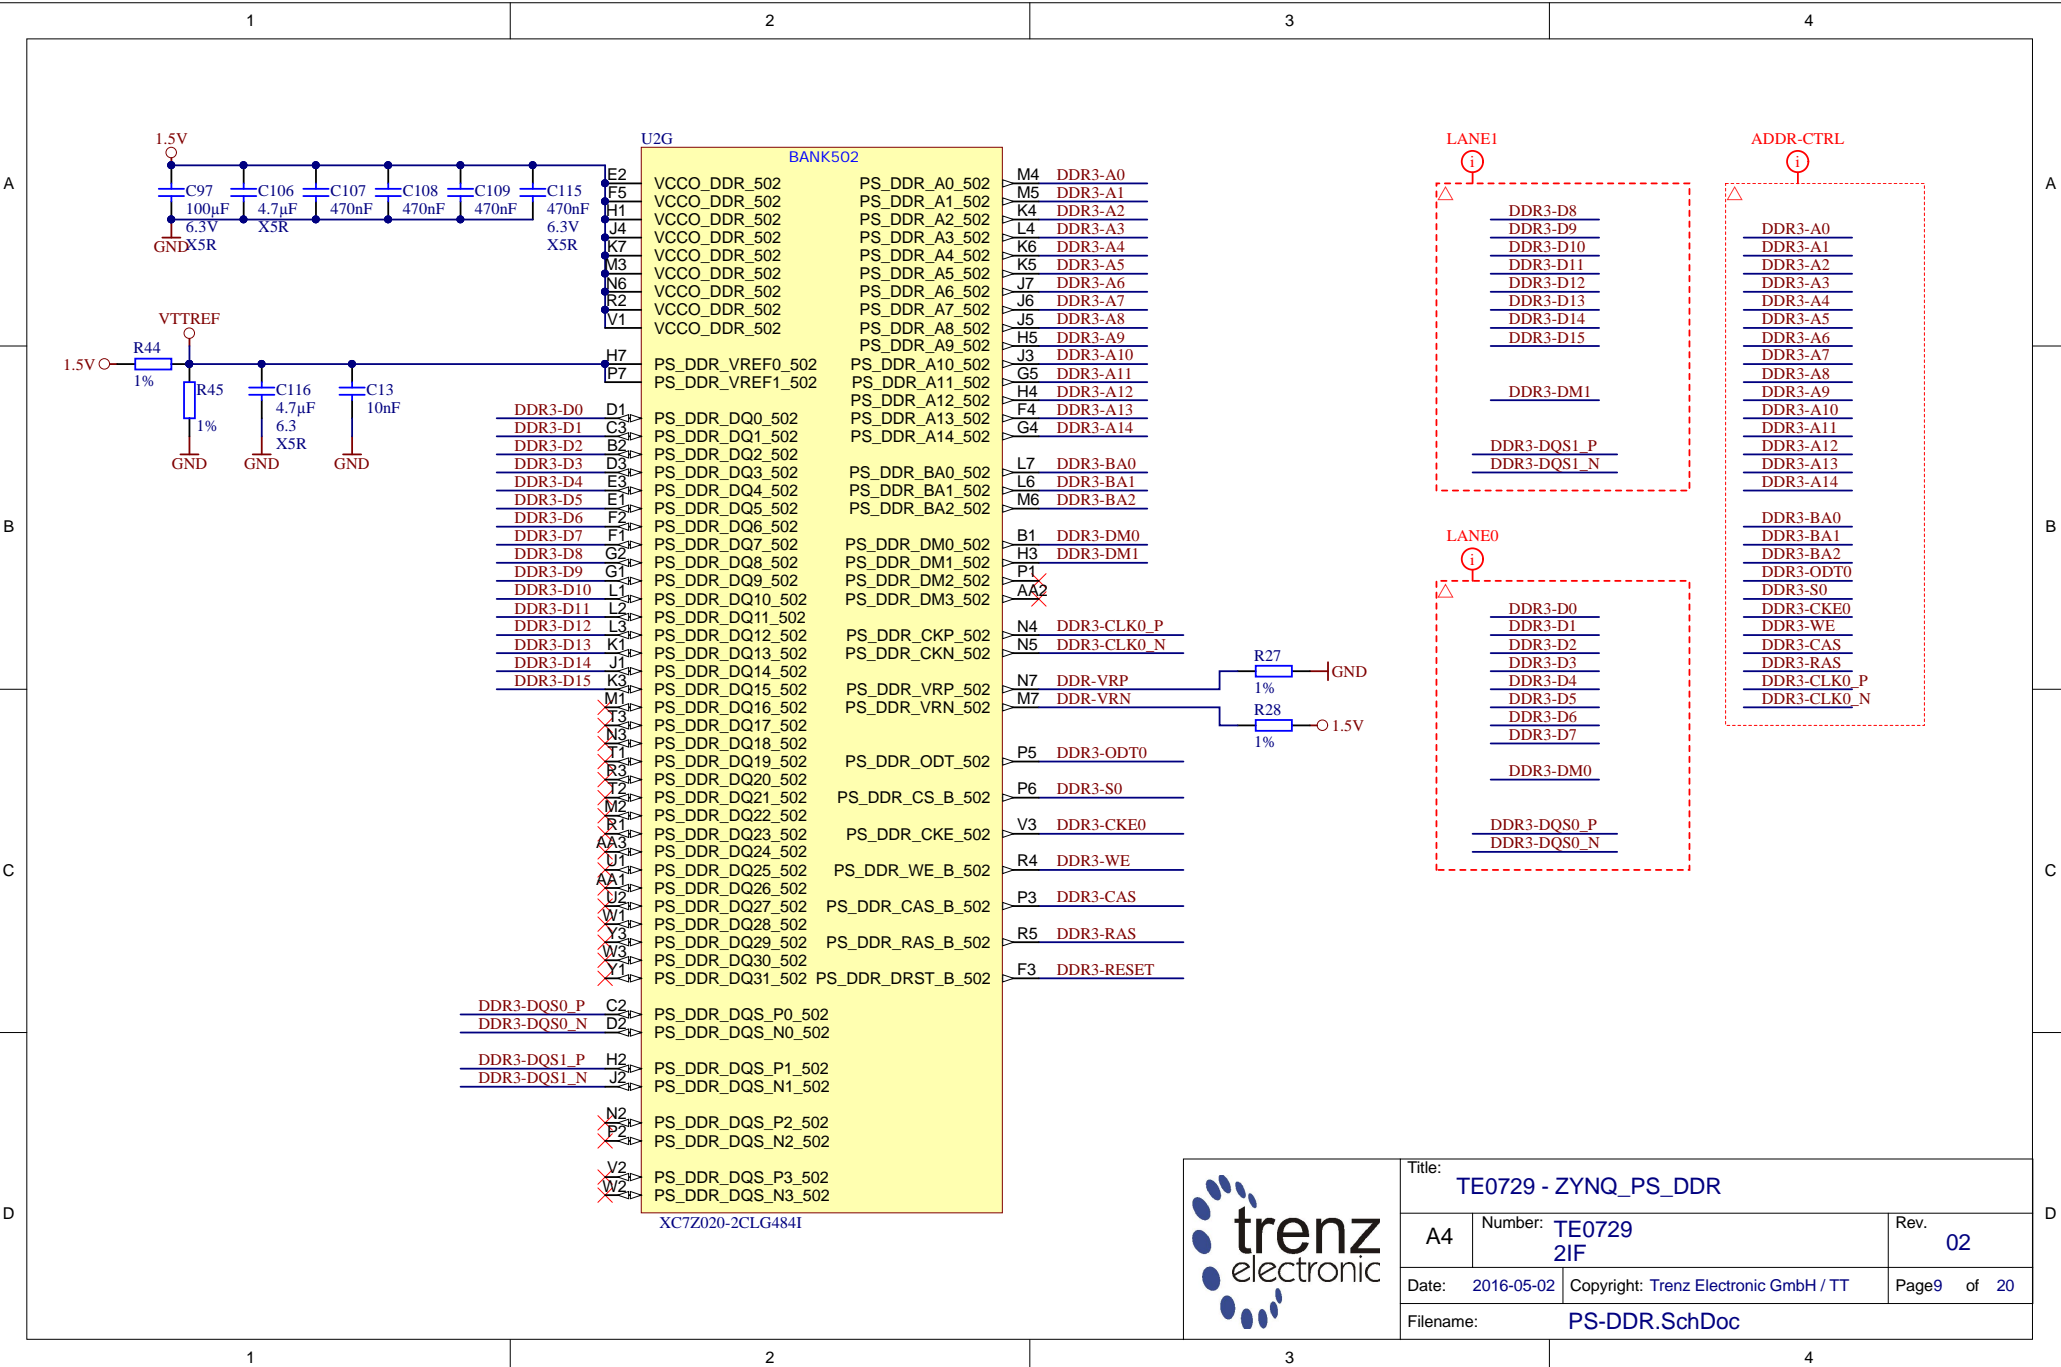 1 2 3 4
A A
B B
C C
D D
1.5V
C97
100µF
6.3V
X5R
GND
C106
4.7µF
X5R
C107
470nF
C108
470nF
C109
470nF
C115
470nF
6.3V
X5R
VTTREF
1.5V
R44
1%
R45
1%
GND
C116
4.7µF
6.3
X5R
GND
C13
10nF
GND
U2G
BANK502
E2 VCCO_DDR_502
F5 VCCO_DDR_502
H1 VCCO_DDR_502
J4 VCCO_DDR_502
K7 VCCO_DDR_502
M3 VCCO_DDR_502
N6 VCCO_DDR_502
R2 VCCO_DDR_502
V1 VCCO_DDR_502
H7 PS_DDR_VREF0_502
P7 PS_DDR_VREF1_502
DDR3-D0 D1 PS_DDR_DQ0_502
DDR3-D1 C3 PS_DDR_DQ1_502
DDR3-D2 B2 PS_DDR_DQ2_502
DDR3-D3 D3 PS_DDR_DQ3_502
DDR3-D4 E3 PS_DDR_DQ4_502
DDR3-D5 E1 PS_DDR_DQ5_502
DDR3-D6 F2 PS_DDR_DQ6_502
DDR3-D7 F1 PS_DDR_DQ7_502
DDR3-D8 G2 PS_DDR_DQ8_502
DDR3-D9 G1 PS_DDR_DQ9_502
DDR3-D10 L1 PS_DDR_DQ10_502
DDR3-D11 L2 PS_DDR_DQ11_502
DDR3-D12 L3 PS_DDR_DQ12_502
DDR3-D13 K1 PS_DDR_DQ13_502
DDR3-D14 J1 PS_DDR_DQ14_502
DDR3-D15 K3 PS_DDR_DQ15_502
M1 PS_DDR_DQ16_502
T3 PS_DDR_DQ17_502
N3 PS_DDR_DQ18_502
T1 PS_DDR_DQ19_502
R3 PS_DDR_DQ20_502
T2 PS_DDR_DQ21_502
M2 PS_DDR_DQ22_502
R1 PS_DDR_DQ23_502
AA3 PS_DDR_DQ24_502
U1 PS_DDR_DQ25_502
AA1 PS_DDR_DQ26_502
U2 PS_DDR_DQ27_502
W1 PS_DDR_DQ28_502
Y3 PS_DDR_DQ29_502
W3 PS_DDR_DQ30_502
Y1 PS_DDR_DQ31_502
DDR3-DQS0_P C2 PS_DDR_DQS_P0_502
DDR3-DQS0_N D2 PS_DDR_DQS_N0_502
DDR3-DQS1_P H2 PS_DDR_DQS_P1_502
DDR3-DQS1_N J2 PS_DDR_DQS_N1_502
N2 PS_DDR_DQS_P2_502
P2 PS_DDR_DQS_N2_502
V2 PS_DDR_DQS_P3_502
W2 PS_DDR_DQS_N3_502
XC7Z020-2CLG484I
PS_DDR_A0_502 M4 DDR3-A0
PS_DDR_A1_502 M5 DDR3-A1
PS_DDR_A2_502 K4 DDR3-A2
PS_DDR_A3_502 L4 DDR3-A3
PS_DDR_A4_502 K6 DDR3-A4
PS_DDR_A5_502 K5 DDR3-A5
PS_DDR_A6_502 J7 DDR3-A6
PS_DDR_A7_502 J6 DDR3-A7
PS_DDR_A8_502 J5 DDR3-A8
PS_DDR_A9_502 H5 DDR3-A9
PS_DDR_A10_502 J3 DDR3-A10
PS_DDR_A11_502 G5 DDR3-A11
PS_DDR_A12_502 H4 DDR3-A12
PS_DDR_A13_502 F4 DDR3-A13
PS_DDR_A14_502 G4 DDR3-A14
PS_DDR_BA0_502 L7 DDR3-BA0
PS_DDR_BA1_502 L6 DDR3-BA1
PS_DDR_BA2_502 M6 DDR3-BA2
PS_DDR_DM0_502 B1 DDR3-DM0
PS_DDR_DM1_502 H3 DDR3-DM1
PS_DDR_DM2_502 P1
PS_DDR_DM3_502 AA2
PS_DDR_CKP_502 N4 DDR3-CLK0_P
PS_DDR_CKN_502 N5 DDR3-CLK0_N
PS_DDR_VRP_502 N7 DDR-VRP
PS_DDR_VRN_502 M7 DDR-VRN
R27
1%
GND
R28
1%
1.5V
PS_DDR_ODT_502 P5 DDR3-ODT0
PS_DDR_CS_B_502 P6 DDR3-S0
PS_DDR_CKE_502 V3 DDR3-CKE0
PS_DDR_WE_B_502 R4 DDR3-WE
PS_DDR_CAS_B_502 P3 DDR3-CAS
PS_DDR_RAS_B_502 R5 DDR3-RAS
PS_DDR_DRST_B_502 F3 DDR3-RESET
LANE1
i
DDR3-D8
DDR3-D9
DDR3-D10
DDR3-D11
DDR3-D12
DDR3-D13
DDR3-D14
DDR3-D15
DDR3-DM1
DDR3-DQS1_P
DDR3-DQS1_N
LANE0
i
DDR3-D0
DDR3-D1
DDR3-D2
DDR3-D3
DDR3-D4
DDR3-D5
DDR3-D6
DDR3-D7
DDR3-DM0
DDR3-DQS0_P
DDR3-DQS0_N
ADDR-CTRL
i
DDR3-A0
DDR3-A1
DDR3-A2
DDR3-A3
DDR3-A4
DDR3-A5
DDR3-A6
DDR3-A7
DDR3-A8
DDR3-A9
DDR3-A10
DDR3-A11
DDR3-A12
DDR3-A13
DDR3-A14
DDR3-BA0
DDR3-BA1
DDR3-BA2
DDR3-ODT0
DDR3-S0
DDR3-CKE0
DDR3-WE
DDR3-CAS
DDR3-RAS
DDR3-CLK0_P
DDR3-CLK0_N
trenz
electronic
Title:
TE0729 - ZYNQ_PS_DDR
A4 Number: TE0729
2IF
Rev.
02
Date: 2016-05-02 Copyright: Trenz Electronic GmbH / TT Page9 of 20
Filename: PS-DDR.SchDoc
1 2 3 4